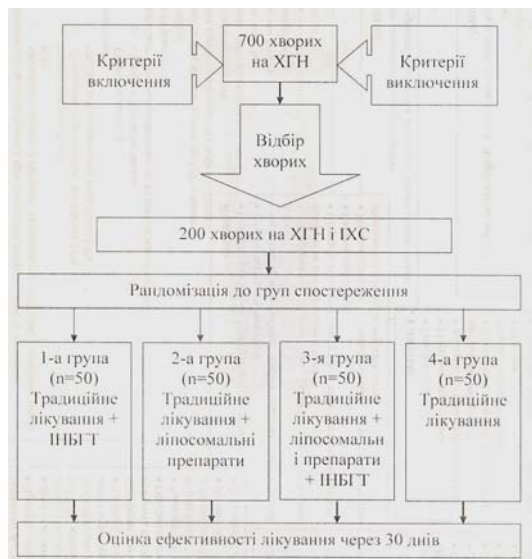 Критерії
включення
700 хворих
на ХГН
Критерії
виключення
Відбір
хворих
200 хворих на ХГН і ІХС
Рандомізація до груп спостереження
1-а група
(n=50)
Традиційне
лікування +
ІНБГТ
2-а група
(n=50)
Традиційне
лікування +
ліпосомальні
препарати
3-я група
(n=50)
Традиційне
лікування +
ліпосомальн
і препарати
+ ІНБГТ
4-а група
(n=50)
Традиційне
лікування
Оцінка ефективності лікування через 30 днів